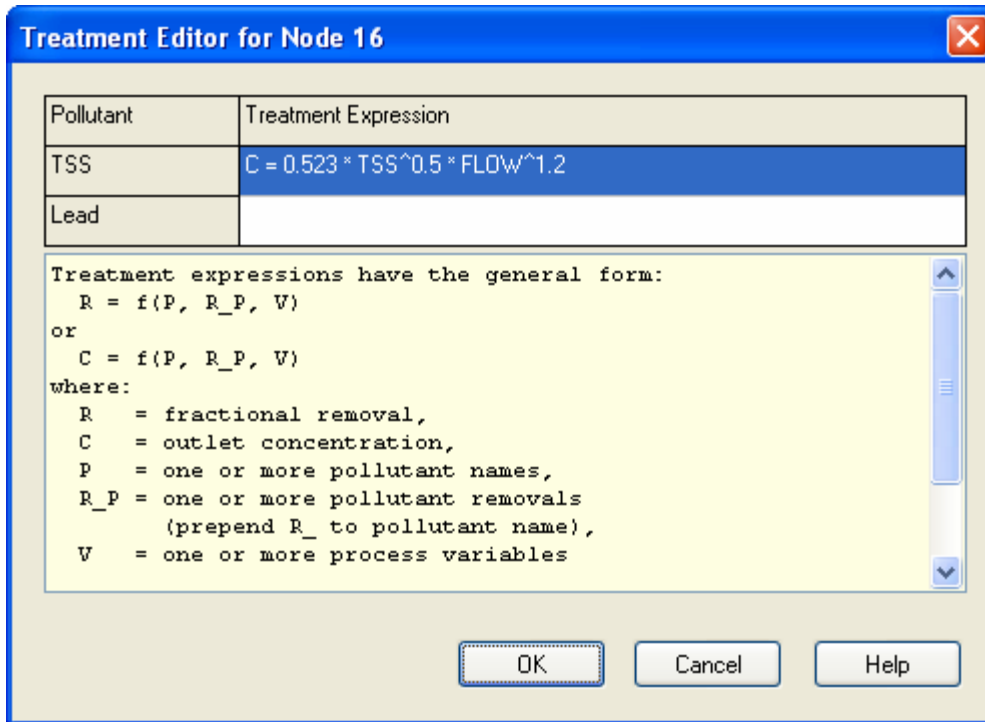 Treatment Editor for Node 16
Pollutant Treatment Expression
TSS C = 0.523 * TSS^0.5 * FLOW^1.2
Lead
Treatment expressions have the general form:
R = f(P, R_P, V)
or
C = f(P, R_P, V)
where:
R = fractional removal,
C = outlet concentration,
P = one or more pollutant names,
R_P = one or more pollutant removals
(prepend R_ to pollutant name),
V = one or more process variables
OK Cancel Help